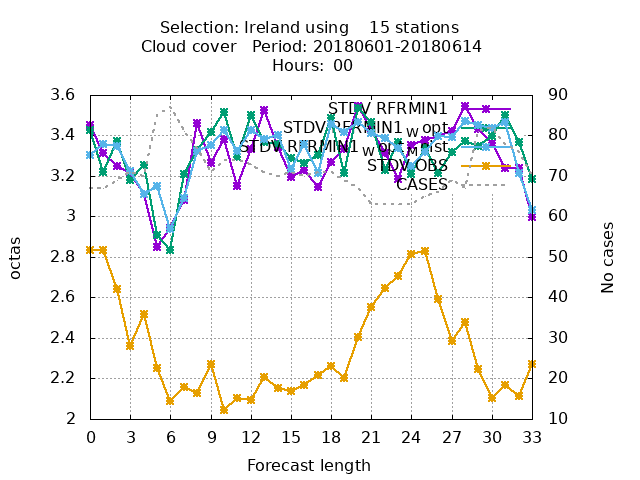 Selection: Ireland using 15 stations
Cloud cover Period: 20180601-20180614
Hours: 00
octas
No cases
3.6
3.4
3.2
3
2.8
2.6
2.4
2.2
2
90
80
70
60
50
40
30
20
10
STDV RFRMIN1
STDV RFRMIN1 w opt
STDV RFRMIN1 w opt w
STDV OBS
CASES
0 3 6 9 12 15 18 21 24 27 30 33
Forecast length